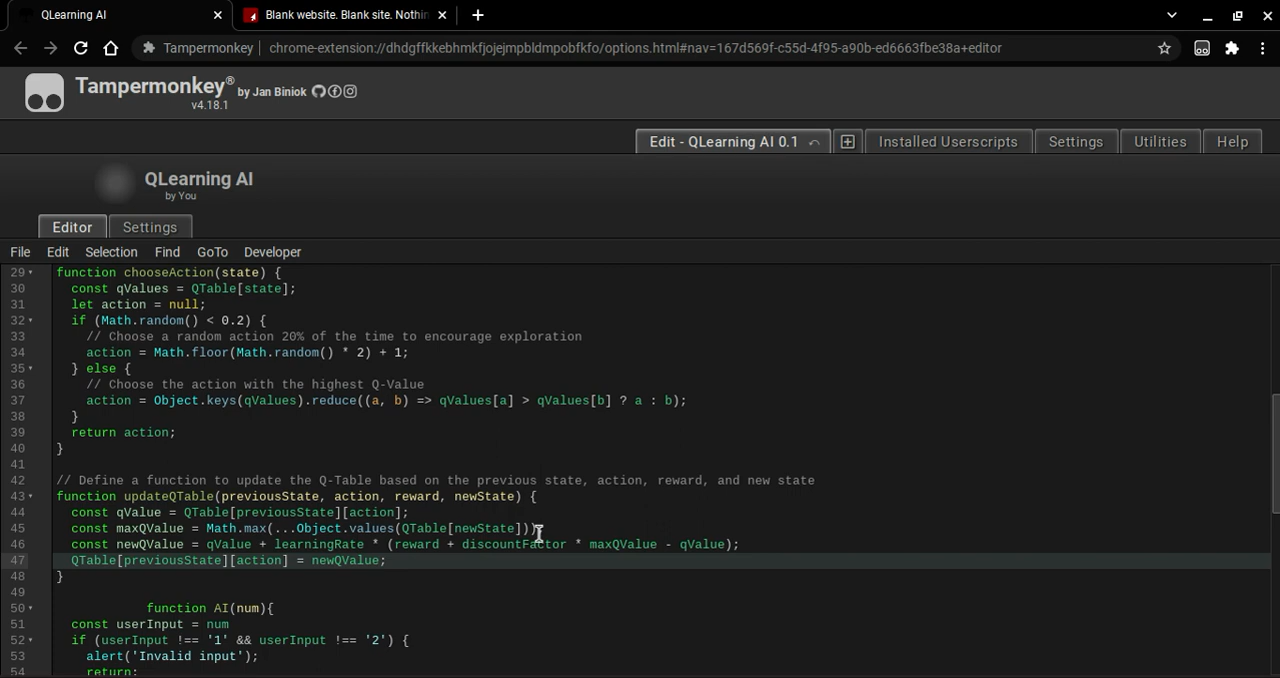 QLearning AI
Blank website. Blank site. Nothin
Tampermonkey
chrome-extension://dhdgffkkebhmkfjojejmpbldmpobfkfo/options.html#nav=167d569f-c55d-4f95-a90b-ed6663fbe38a+editor
Tampermonkey® by Jan Biniok
v4.18.1
Edit - QLearning AI 0.1
Installed Userscripts
Settings
Utilities
Help
QLearning AI
by You
Editor
Settings
File Edit Selection Find GoTo Developer
29 function chooseAction(state) {
30 const qValues = QTable[state];
31 let action = null;
32 if (Math.random() < 0.2) {
33 // Choose a random action 20% of the time to encourage exploration
34 action = Math.floor(Math.random() * 2) + 1;
35 } else {
36 // Choose the action with the highest Q-Value
37 action = Object.keys(qValues).reduce((a, b) => qValues[a] > qValues[b] ? a : b);
38 }
39 return action;
40 }
41
42 // Define a function to update the Q-Table based on the previous state, action, reward, and new state
43 function updateQTable(previousState, action, reward, newState) {
44 const qValue = QTable[previousState][action];
45 const maxQValue = Math.max(...Object.values(QTable[newState]));
46 const newQValue = qValue + learningRate * (reward + discountFactor * maxQValue - qValue);
47 QTable[previousState][action] = newQValue;
48 }
49
50 function AI(num){
51 const userInput = num
52 if (userInput !== '1' && userInput !== '2') {
53 alert('Invalid input');
54 return;